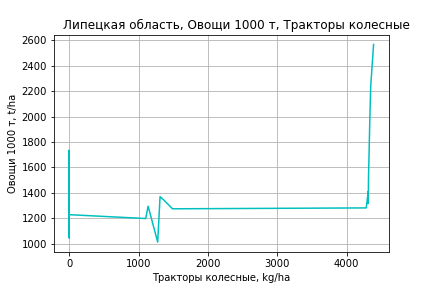 Липецкая область, Овощи 1000 т, Тракторы колесные
2600
2400
2200
2000
1800
1600
1400
1200
1000
Овощи 1000 т, t/ha
0 1000 2000 3000 4000
Тракторы колесные, kg/ha